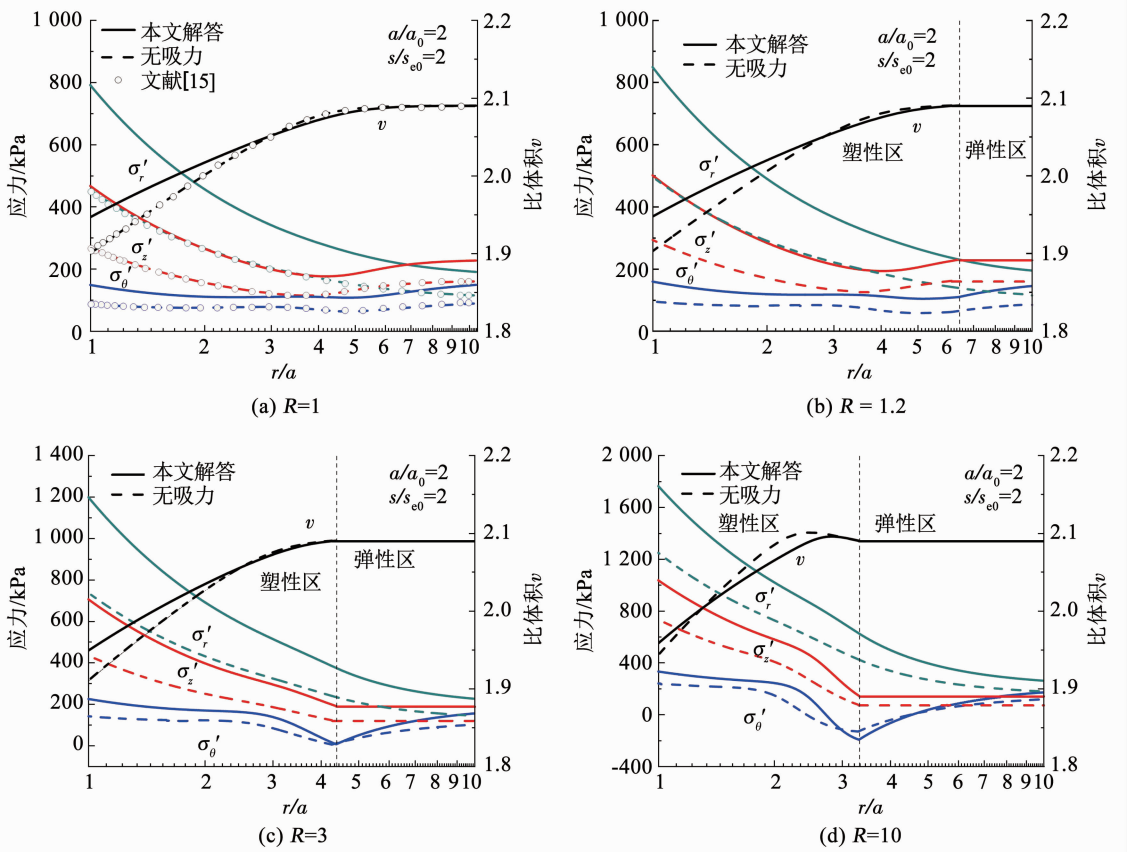 1 000
800
600
400
200
0
应力/kPa
本文解答
无吸力
文献[15]
a/a0=2
s/se0=2
v
σr′
σz′
σθ′
2.2
2.1
2.0
1.9
1.8
比体积v
1 2 3 4 5 6 7 8 9 10
r/a
(a) R=1
1 000
800
600
400
200
0
应力/kPa
本文解答
无吸力
a/a0=2
s/se0=2
v
塑性区 弹性区
σr′
σz′
σθ′
2.2
2.1
2.0
1.9
1.8
比体积v
1 2 3 4 5 6 7 8 9 10
r/a
(b) R = 1.2
1 400
1 200
1 000
800
600
400
200
0
应力/kPa
本文解答
无吸力
a/a0=2
s/se0=2
v
塑性区 弹性区
σr′
σz′
σθ′
2.2
2.1
2.0
1.9
1.8
比体积v
1 2 3 4 5 6 7 8 9 10
r/a
(c) R=3
2 000
1 600
1 200
800
400
0
-400
应力/kPa
本文解答
无吸力
a/a0=2
s/se0=2
塑性区 弹性区
v
σr′
σz′
σθ′
2.2
2.1
2.0
1.9
1.8
比体积v
1 2 3 4 5 6 7 8 9 10
r/a
(d) R=10